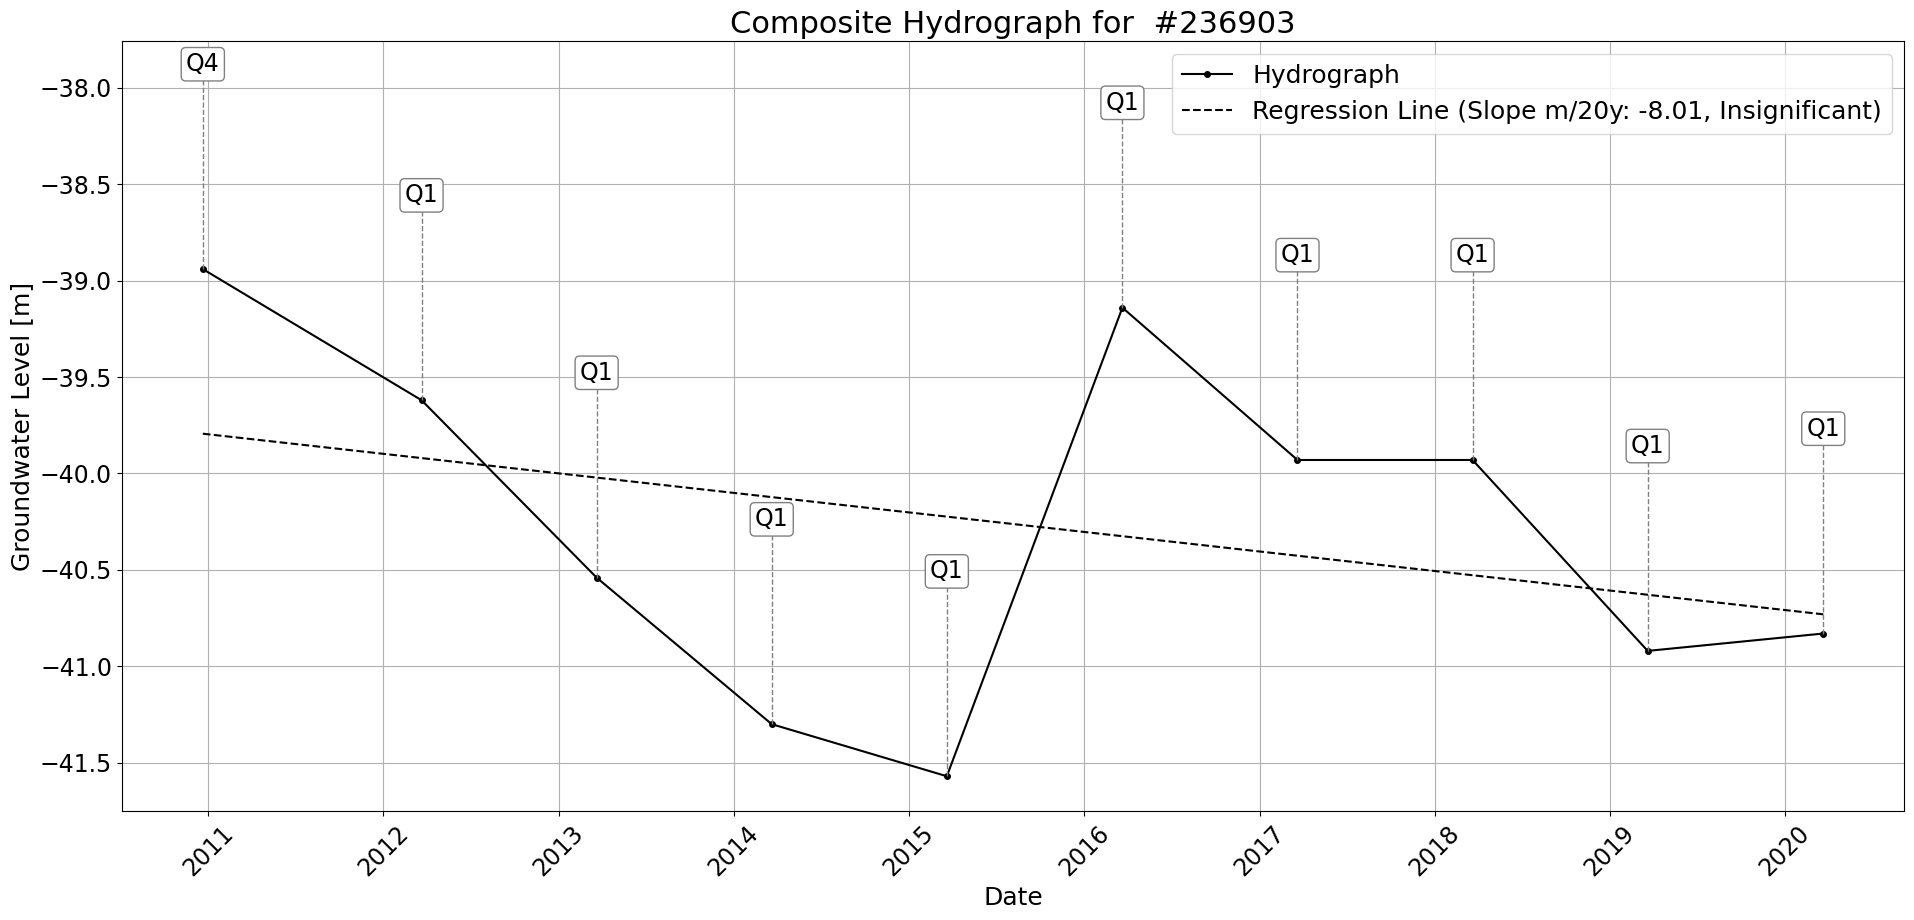 Composite Hydrograph for  #236903
Hydrograph
Regression Line (Slope m/20y: -8.01, Insignificant)
Q4
Q1
Q1
Q1
Q1
Q1
Q1
Q1
Q1
Q1
Groundwater Level [m]
−38.0
−38.5
−39.0
−39.5
−40.0
−40.5
−41.0
−41.5
2011
2012
2013
2014
2015
2016
2017
2018
2019
2020
Date